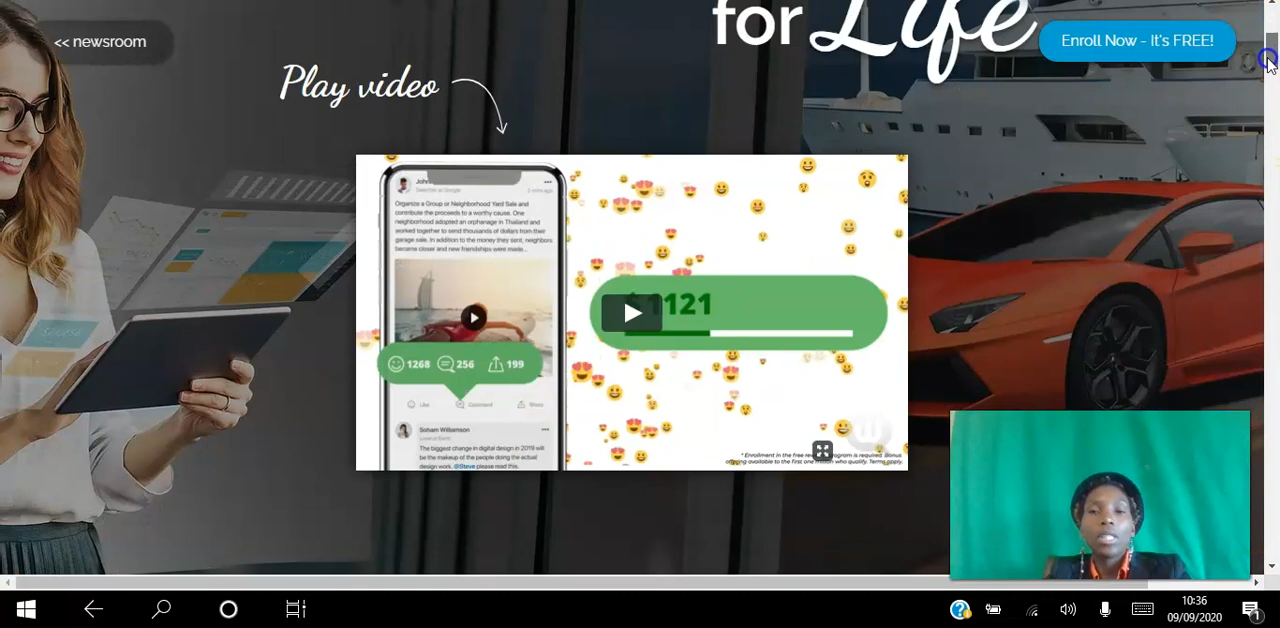 for Life
<< newsroom
Enroll Now - It's FREE!
Play video
Organize a Group or Neighborhood Yard Sale and
contribute the proceeds to a worthy cause. One
neighborhood adopted an orphanage in Thailand and
worked together to send thousands of dollars from their
garage sale. In addition to the money they sent, neighbors
became closer and new friendships were made...
1121
1268 256 199
Like Comment Share
Soham Williamson
The biggest change in digital design in 2019 will
be the makeup of the people doing the actual
design work. @Steve please read this.
10:36
09/09/2020